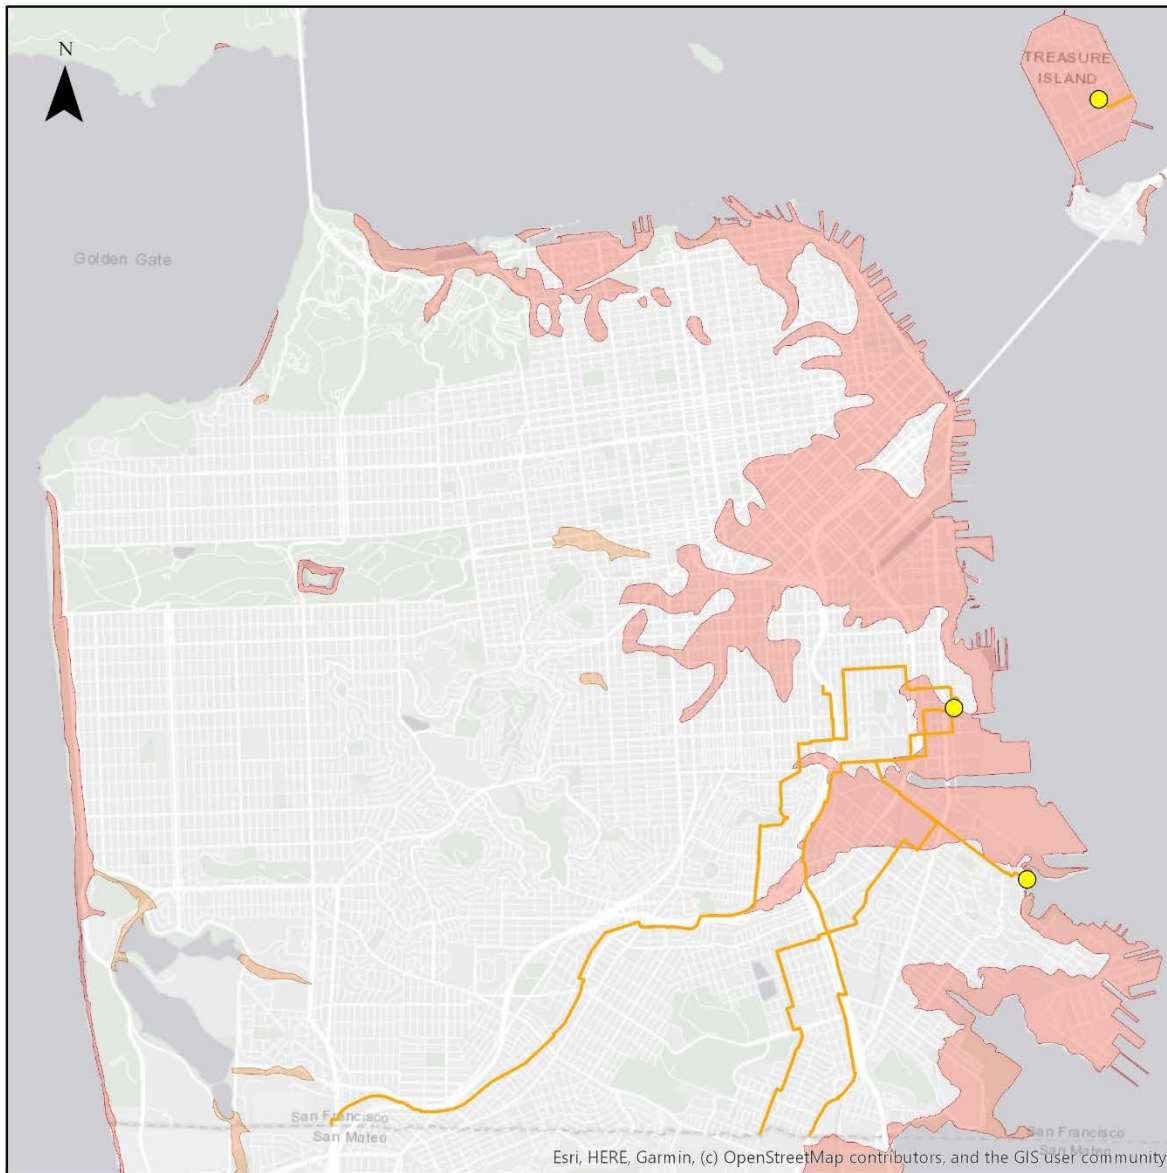 N
TREASURE
ISLAND
Golden Gate
San Francisco
San Mateo
San Francisco
San Mateo
Esri, HERE, Garmin, (c) OpenStreetMap contributors, and the GIS user community